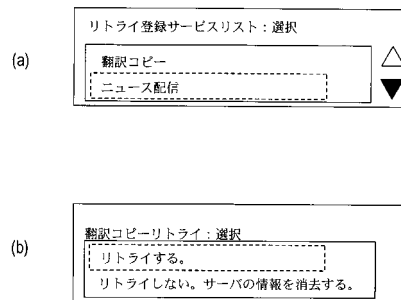 (a)
リトライ登録サービスリスト：選択
翻訳コピー
ニュース配信
(b)
翻訳コピーリトライ：選択
リトライする。
リトライしない。サーバの情報を消去する。